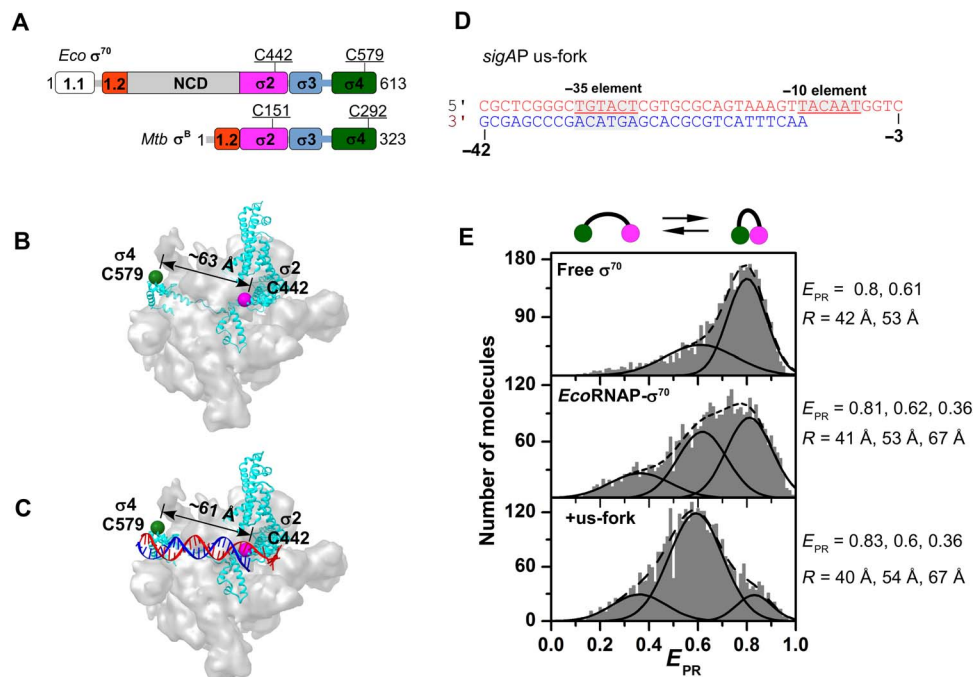 A
Eco σ70
C442
C579
1
1.1
1.2
NCD
σ2
σ3
σ4
613
C151
C292
Mtb σB
1
1.2
σ2
σ3
σ4
323
B
σ4
C579
~63 Å
σ2
C442
C
σ4
C579
~61 Å
σ2
C442
D
sigAP us-fork
−35 element
−10 element
5' CGCTCGGGCTGTACTCGTGCGCAGTAAAGTTACAATGGTC
3' GCGAGCCCGACATGAGCACGCGTCATTTCAA
−42
−3
E
Number of molecules
180
90
0
Free σ70
EPR = 0.8, 0.61
R = 42 Å, 53 Å
120
60
0
EcoRNAP-σ70
EPR = 0.81, 0.62, 0.36
R = 41 Å, 53 Å, 67 Å
120
60
0
+us-fork
EPR = 0.83, 0.6, 0.36
R = 40 Å, 54 Å, 67 Å
0.0 0.2 0.4 0.6 0.8 1.0
EPR